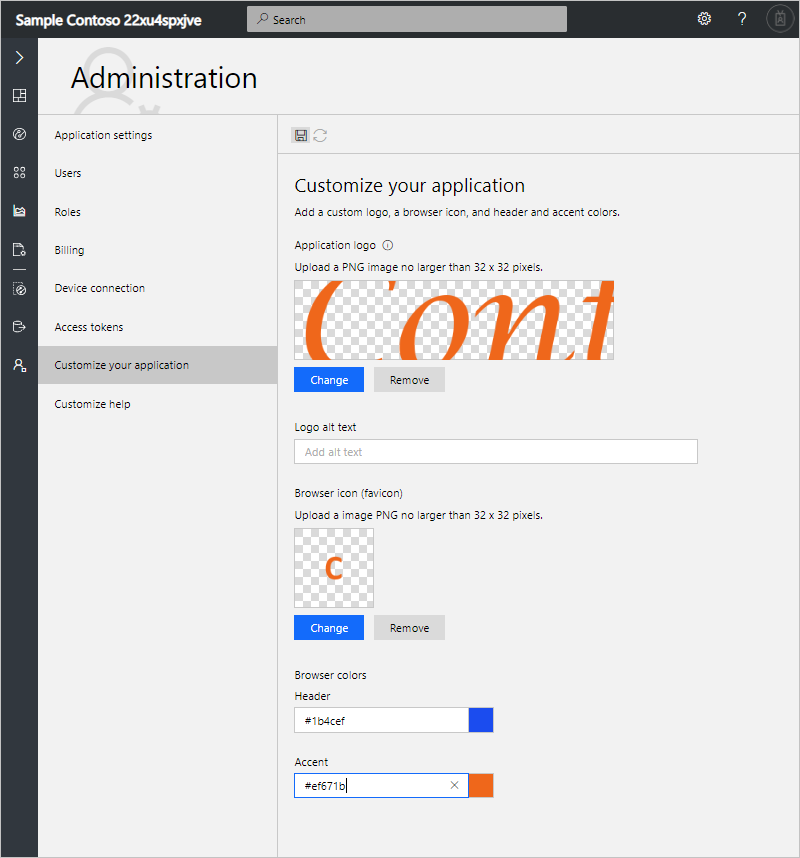 Sample Contoso 22xu4spxjve
Search
?
Administration
Application settings
Users
Roles
Billing
Device connection
Access tokens
Customize your application
Customize help
Customize your application
Add a custom logo, a browser icon, and header and accent colors.
Application logo
Upload a PNG image no larger than 32 x 32 pixels.
Cont
Change Remove
Logo alt text
Add alt text
Browser icon (favicon)
Upload a image PNG no larger than 32 x 32 pixels.
C
Change Remove
Browser colors
Header
#1b4cef
Accent
#ef671b